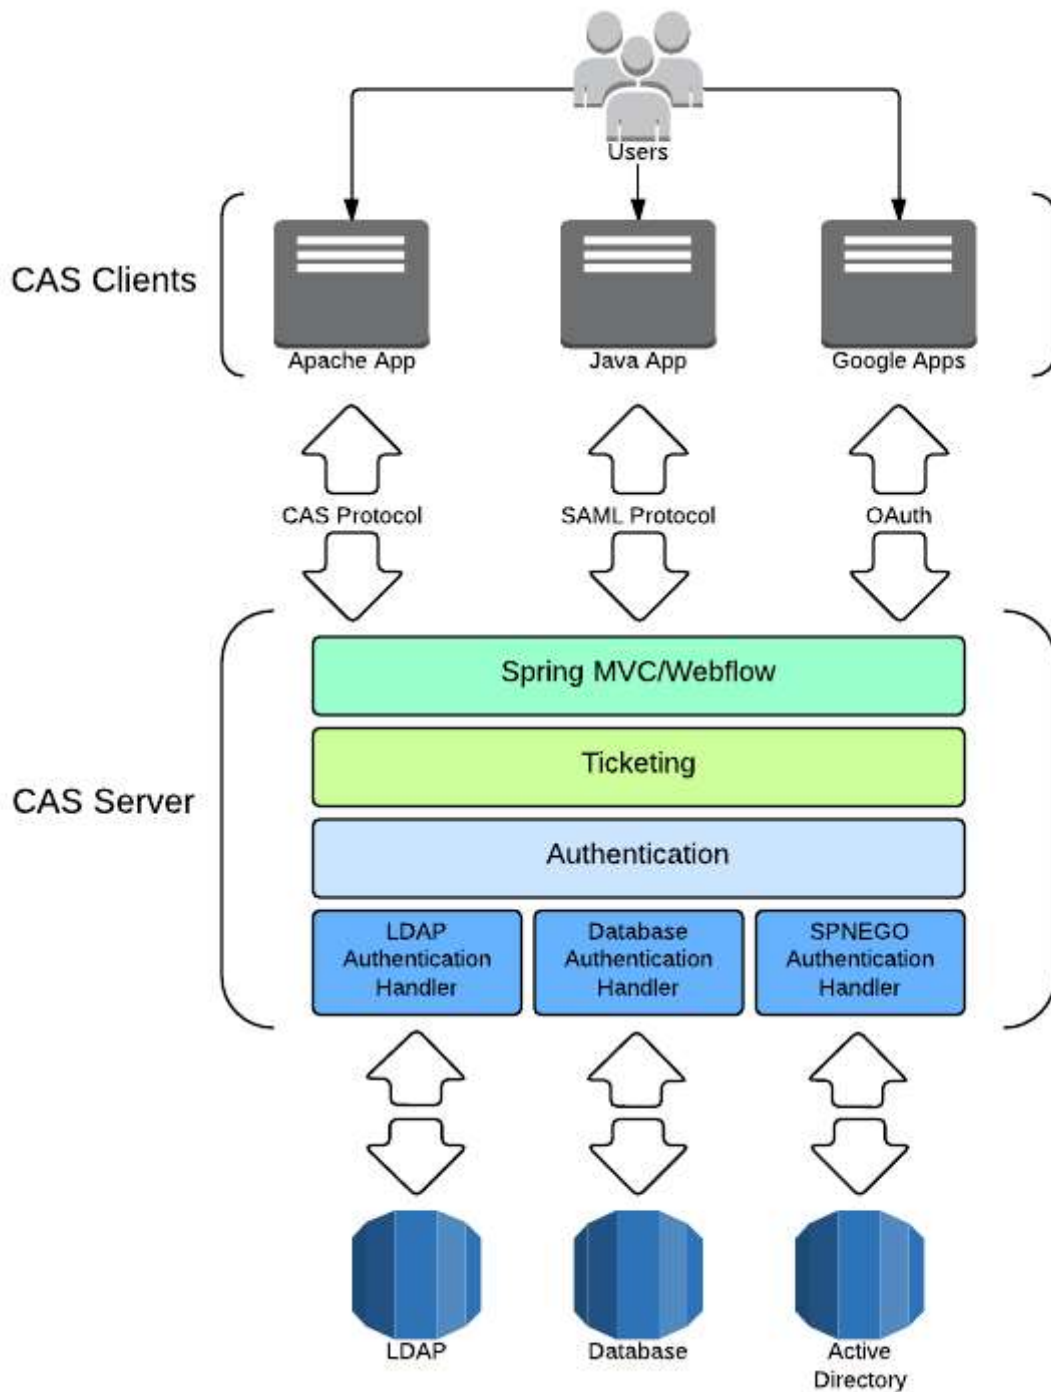 Users
CAS Clients
Apache App
Java App
Google Apps
CAS Protocol
SAML Protocol
OAuth
CAS Server
Spring MVC/Webflow
Ticketing
Authentication
LDAP
Authentication
Handler
Database
Authentication
Handler
SPNEGO
Authentication
Handler
LDAP
Database
Active
Directory